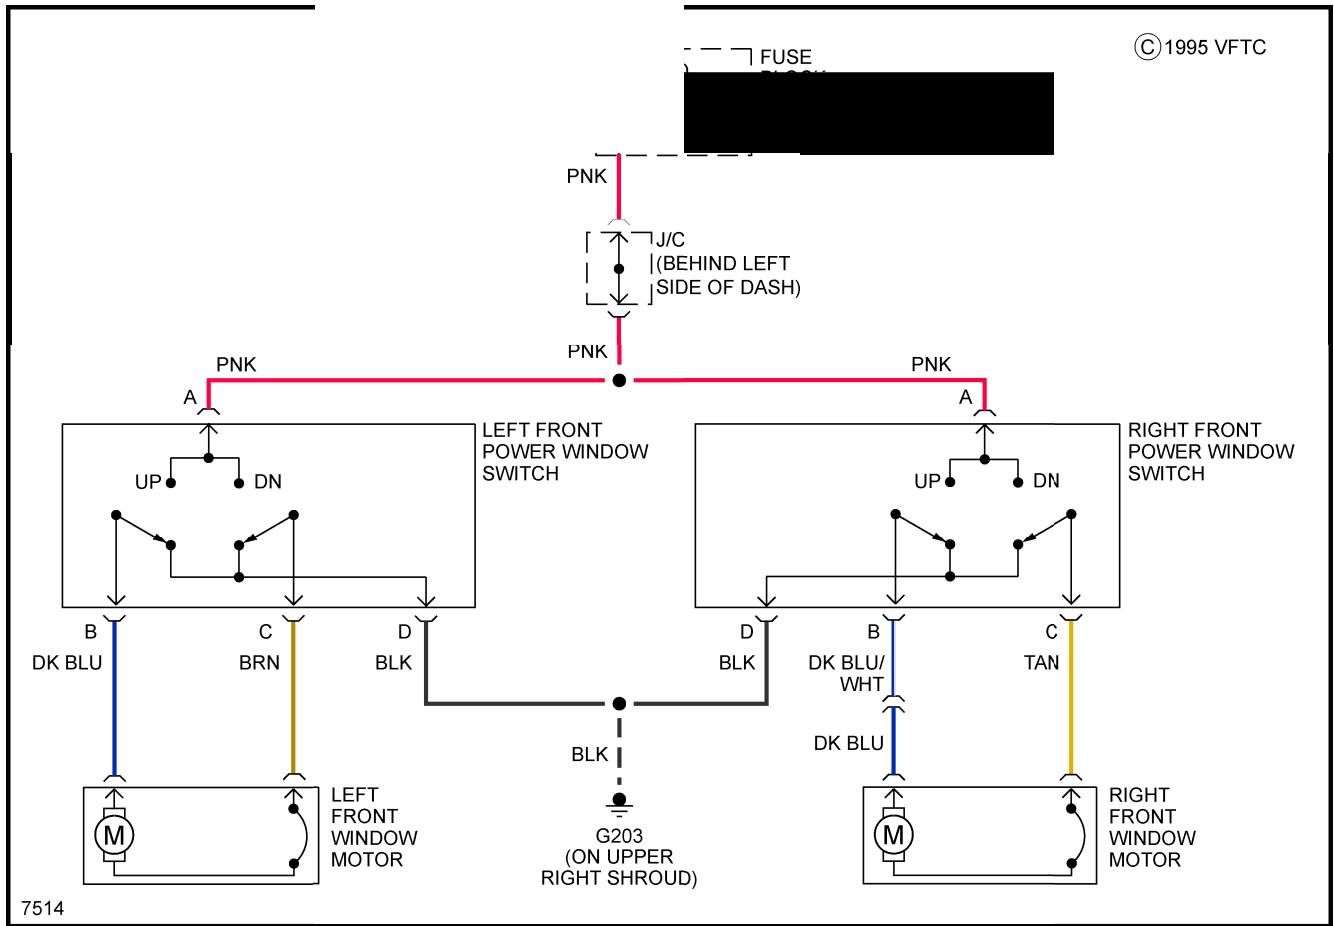 © 1995 VFTC
FUSE
PNK
J/C
(BEHIND LEFT
SIDE OF DASH)
PNK
PNK
PNK
A
A
LEFT FRONT
POWER WINDOW
SWITCH
RIGHT FRONT
POWER WINDOW
SWITCH
UP
DN
UP
DN
B
C
D
D
B
C
DK BLU
BRN
BLK
BLK
DK BLU/
WHT
TAN
BLK
DK BLU
LEFT
FRONT
WINDOW
MOTOR
M
G203
(ON UPPER
RIGHT SHROUD)
M
RIGHT
FRONT
WINDOW
MOTOR
7514